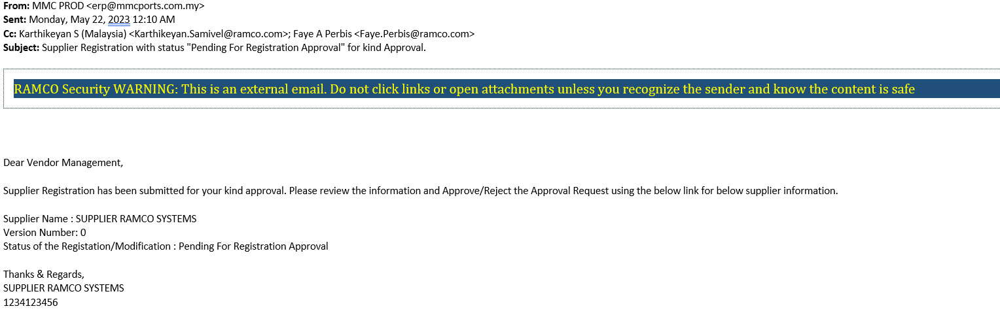 From: MMC PROD <erp@mmcports.com.my>
Sent: Monday, May 22, 2023 12:10 AM
Cc: Karthikeyan S (Malaysia) <Karthikeyan.Samivel@ramco.com>; Faye A Perbis <Faye.Perbis@ramco.com>
Subject: Supplier Registration with status "Pending For Registration Approval" for kind Approval.
RAMCO Security WARNING: This is an external email. Do not click links or open attachments unless you recognize the sender and know the content is safe
Dear Vendor Management,
Supplier Registration has been submitted for your kind approval. Please review the information and Approve/Reject the Approval Request using the below link for below supplier information.
Supplier Name : SUPPLIER RAMCO SYSTEMS
Version Number: 0
Status of the Registation/Modification : Pending For Registration Approval
Thanks & Regards,
SUPPLIER RAMCO SYSTEMS
1234123456